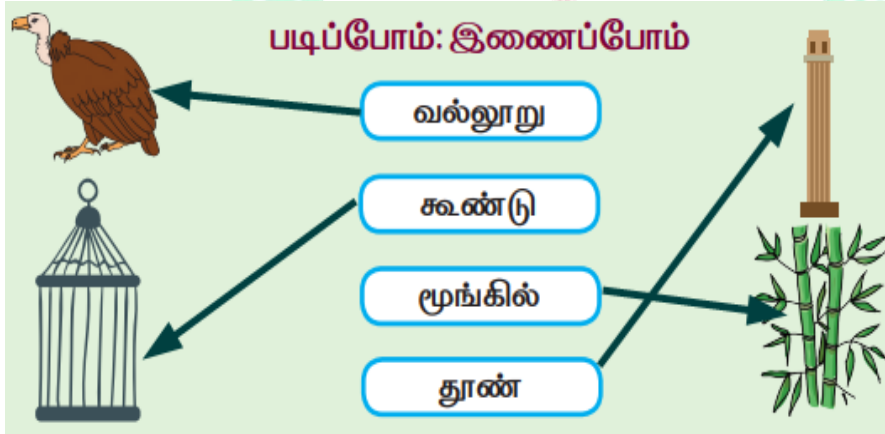 படிப்போம்: இணைப்போம்
வல்லூறு
கூண்டு
மூங்கில்
தூண்